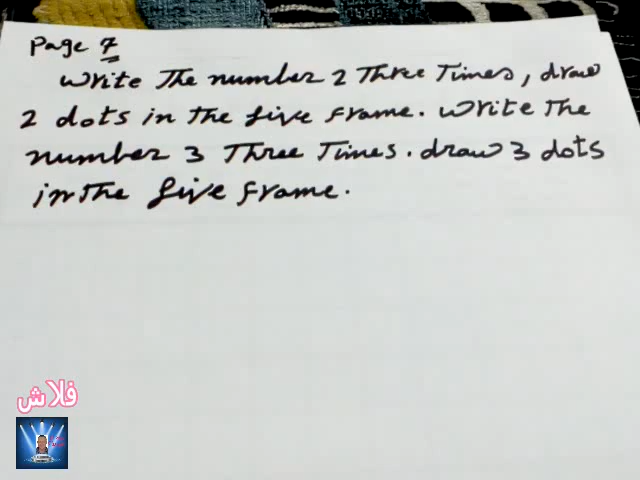 Page 7
Write The number 2 Three Times, draw
2 dots in the five frame. Write the
number 3 Three Times. draw 3 dots
in the five frame.
فلاش